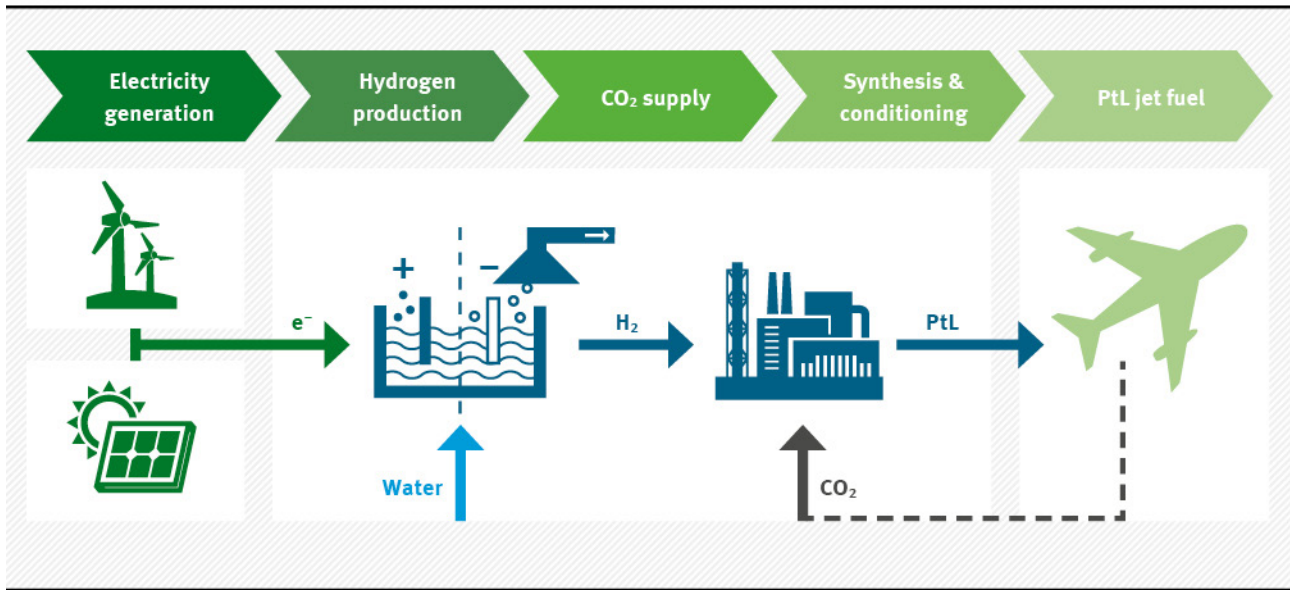 Electricity
generation
Hydrogen
production
CO₂ supply
Synthesis &
conditioning
PtL jet fuel
+
−
e⁻
H₂
PtL
Water
CO₂